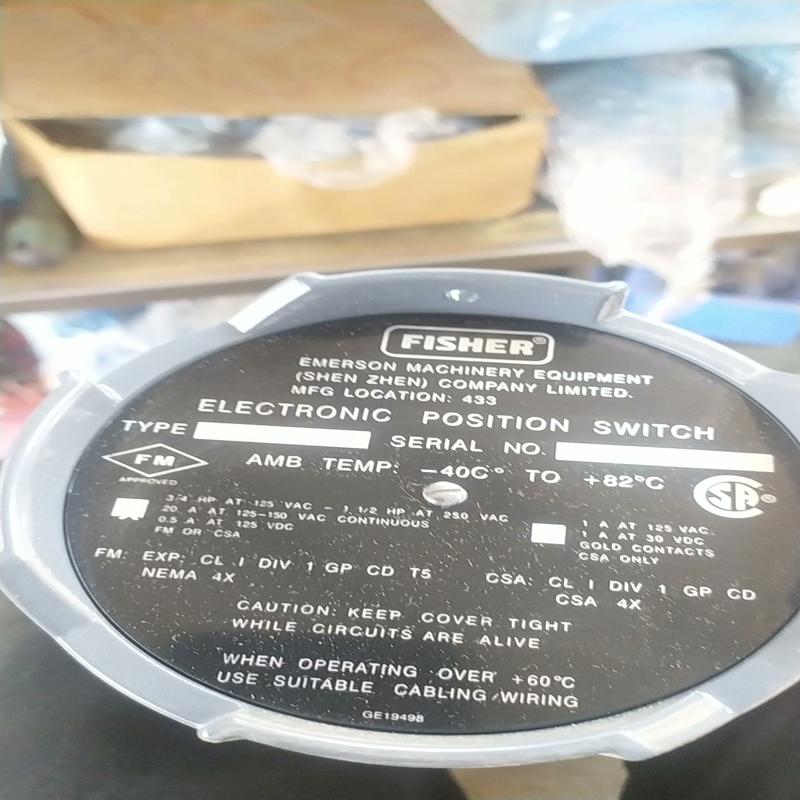 FISHER®
EMERSON MACHINERY EQUIPMENT
(SHEN ZHEN) COMPANY LIMITED.
MFG LOCATION: 433
ELECTRONIC POSITION SWITCH
TYPE SERIAL NO.
FM
APPROVED
AMB TEMP: -40C° TO +82°C
SA®
3/4 HP AT 125 VAC - 1 1/2 HP AT 250 VAC
20 A AT 125-150 VAC CONTINUOUS
0.5 A AT 125 VDC
FM OR CSA
1 A AT 125 VAC.
1 A AT 30 VDC
GOLD CONTACTS
CSA ONLY
FM: EXP: CL I DIV 1 GP CD T5
NEMA 4X
CSA: CL I DIV 1 GP CD
CSA 4X
CAUTION: KEEP COVER TIGHT
WHILE CIRCUITS ARE ALIVE
WHEN OPERATING OVER +60°C
USE SUITABLE CABLING/WIRING
GE19498